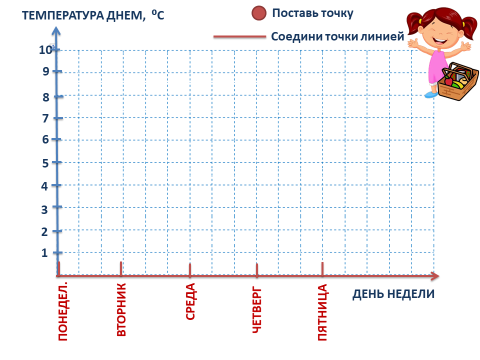 ТЕМПЕРАТУРА ДНЕМ, ⁰С
Поставь точку
Соедини точки линией
10
9
8
7
6
5
4
3
2
1
ПОНЕДЕЛ.
ВТОРНИК
СРЕДА
ЧЕТВЕРГ
ПЯТНИЦА
ДЕНЬ НЕДЕЛИ